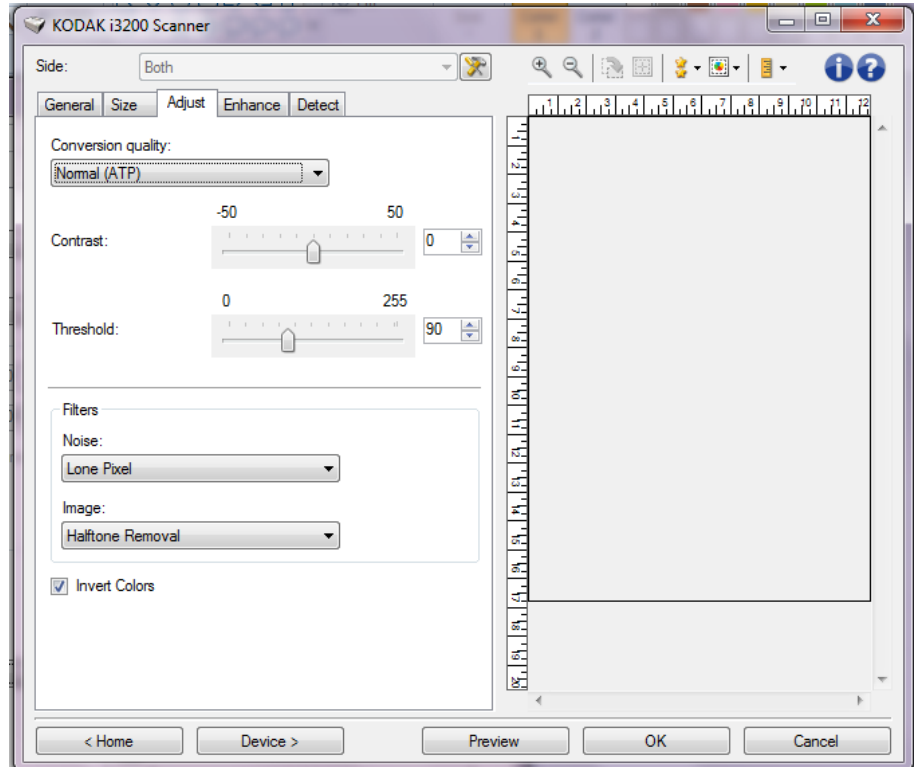 KODAK i3200 Scanner
Side: Both
General Size Adjust Enhance Detect
1 2 3 4 5 6 7 8 9 10 11 12
Conversion quality:
Normal (ATP)
-50 50
Contrast: 0
0 255
Threshold: 90
Filters
Noise:
Lone Pixel
Image:
Halftone Removal
Invert Colors
1
2
3
4
5
6
7
8
9
10
11
12
13
14
15
16
17
18
19
20
< Home Device > Preview OK Cancel